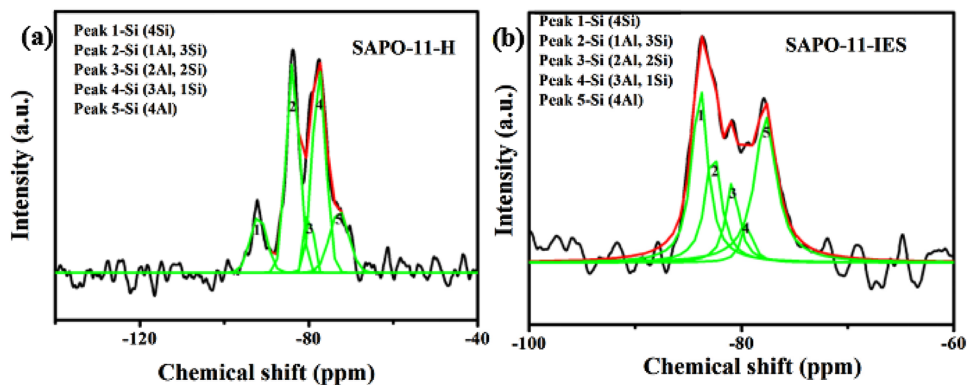 (a)
Peak 1-Si (4Si)
Peak 2-Si (1Al, 3Si)
Peak 3-Si (2Al, 2Si)
Peak 4-Si (3Al, 1Si)
Peak 5-Si (4Al)
SAPO-11-H
1
2
3
4
5
Intensity (a.u.)
-120
-80
-40
Chemical shift (ppm)
(b)
Peak 1-Si (4Si)
Peak 2-Si (1Al, 3Si)
Peak 3-Si (2Al, 2Si)
Peak 4-Si (3Al, 1Si)
Peak 5-Si (4Al)
SAPO-11-IES
1
2
3
4
5
Intensity (a.u.)
-100
-80
-60
Chemical shift (ppm)